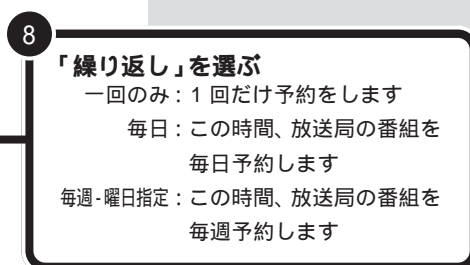 8
「繰り返し」を選ぶ
一回のみ：1 回だけ予約をします
毎日：この時間、放送局の番組を
毎日予約します
毎週-曜日指定：この時間、放送局の番組を
毎週予約します